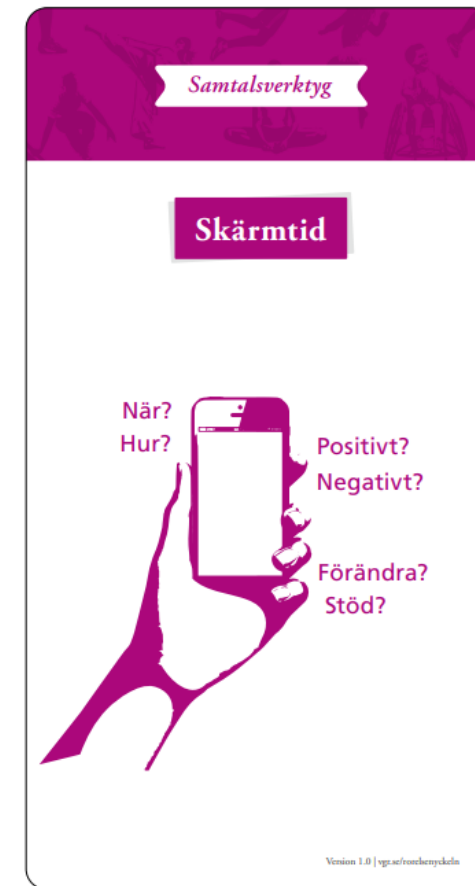 Samtalsverktyg
Skärmtid
När?
Hur?
Positivt?
Negativt?
Förändra?
Stöd?
Version 1.0 | vgr.se/rorelsenyckeln